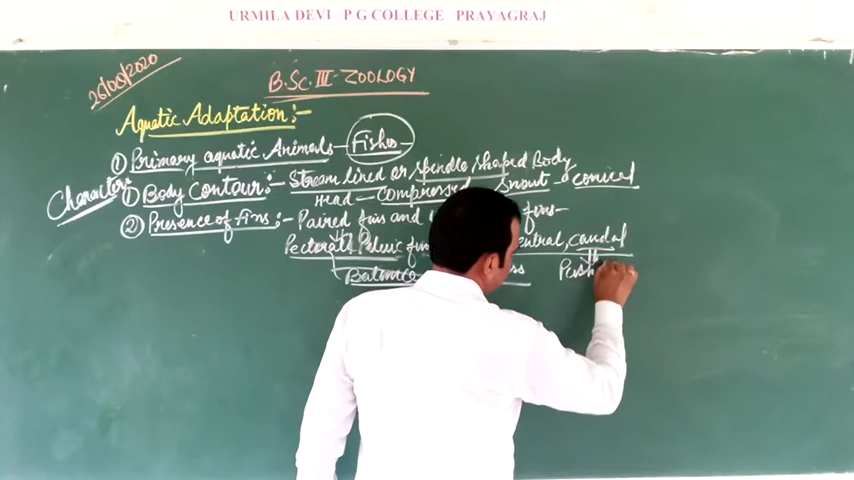 URMILA DEVI P G COLLEGE PRAYAGRAJ
26/08/2020
B.Sc. III - ZOOLOGY
Aquatic Adaptation :-
① Primary aquatic Animals - Fishes
Characters
① Body Contour :- Stream lined or spindle shaped Body
Head - Compressed Snout - conical
② Presence of fins :- Paired fins and fins -
Pectoral Pelvic caudal
Balance